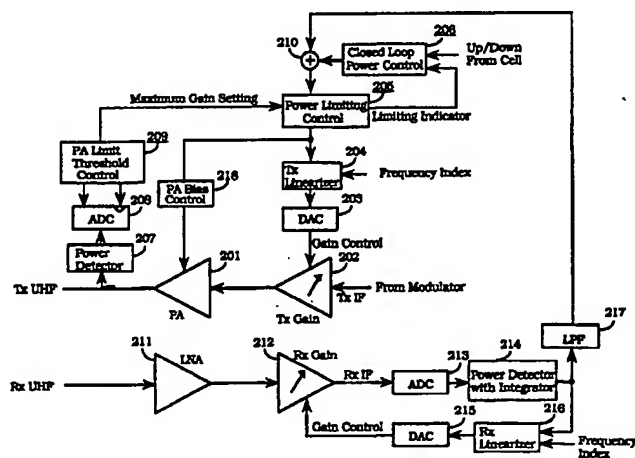 206
210
Closed Loop
Power Control
Up/Down
From Cell
205
Maximum Gain Setting
Power Limiting
Control
Limiting Indicator
209
PA Limit
Threshold
Control
216
PA Bias
Control
204
Tx
Linearizer
Frequency Index
208
ADC
203
DAC
207
Power
Detector
201
Gain Control
202
Tx UHF
PA
Tx Gain
Tx IF
From Modulator
217
LPF
211
LNA
212
Rx Gain
213
214
Rx UHF
Rx IF
ADC
Power Detector
with Integrator
215
216
Gain Control
DAC
Rx
Linearizer
Frequency
Index